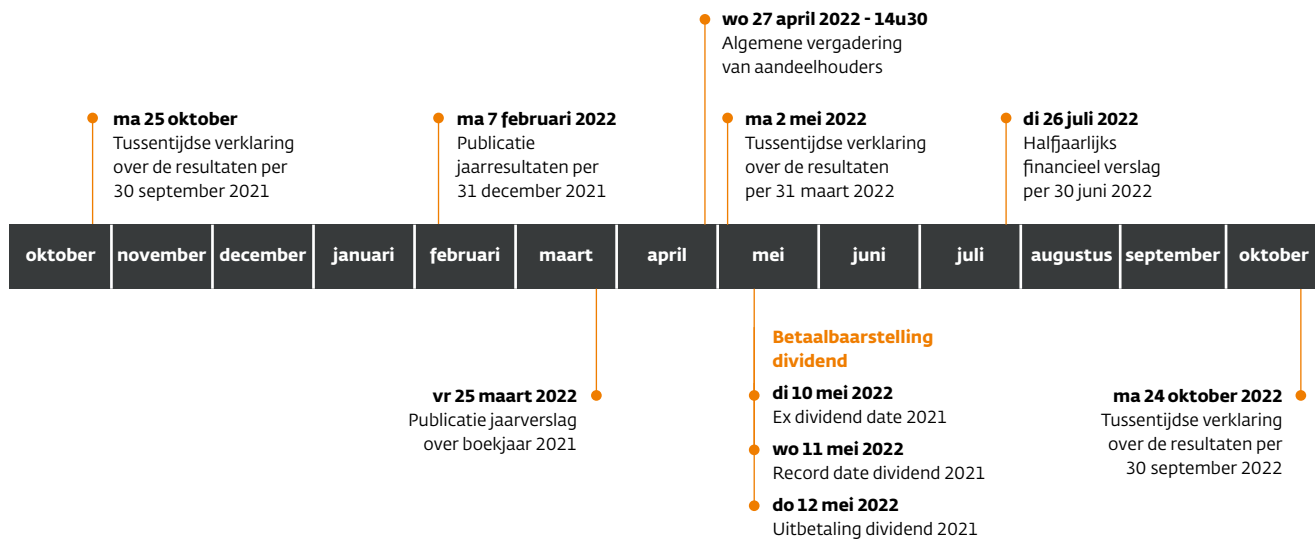 wo 27 april 2022 - 14u30
Algemene vergadering
van aandeelhouders
ma 25 oktober
Tussentijdse verklaring
over de resultaten per
30 september 2021
ma 7 februari 2022
Publicatie
jaarresultaten per
31 december 2021
ma 2 mei 2022
Tussentijdse verklaring
over de resultaten
per 31 maart 2022
di 26 juli 2022
Halfjaarlijks
financieel verslag
per 30 juni 2022
oktober november december januari februari maart april mei juni juli augustus september oktober
vr 25 maart 2022
Publicatie jaarverslag
over boekjaar 2021
Betaalbaarstelling
dividend
di 10 mei 2022
Ex dividend date 2021
wo 11 mei 2022
Record date dividend 2021
do 12 mei 2022
Uitbetaling dividend 2021
ma 24 oktober 2022
Tussentijdse verklaring
over de resultaten per
30 september 2022